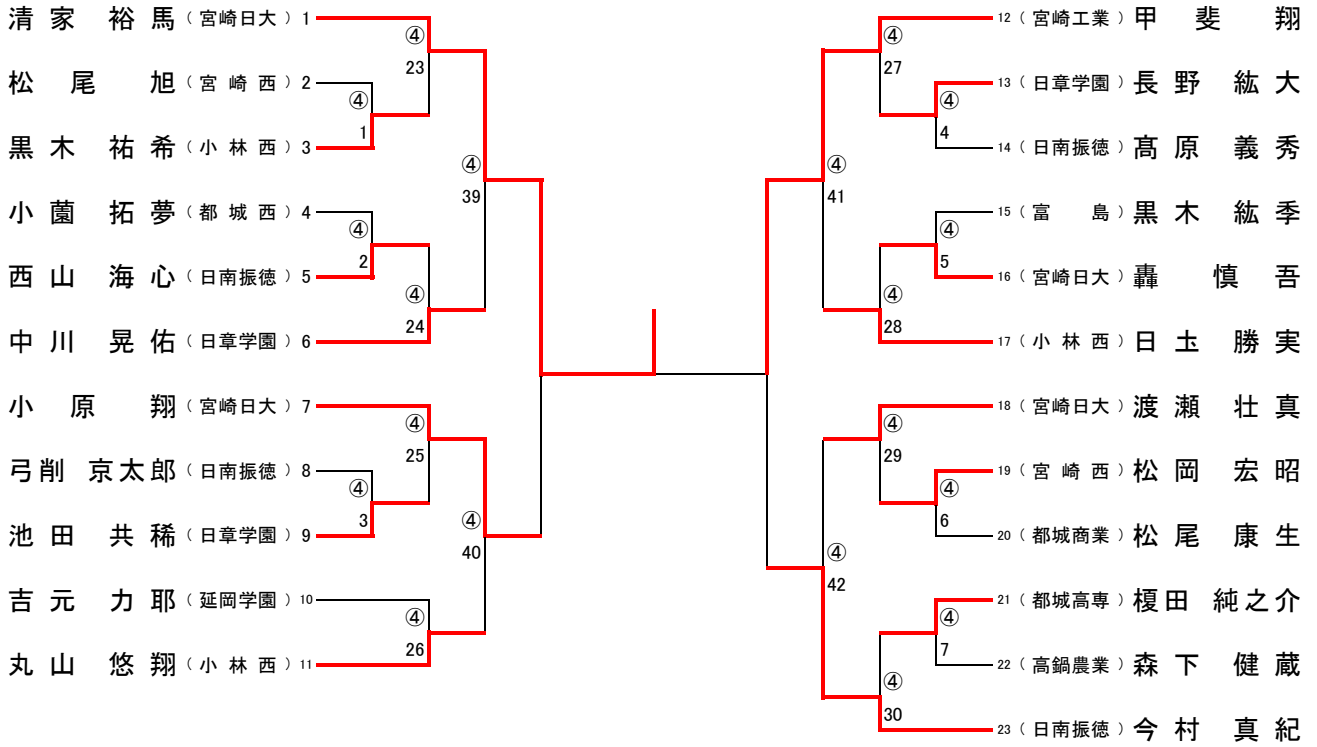 清家 裕馬（宮崎日大）1
松尾 旭（宮崎西）2
黒木 祐希（小林西）3
小薗 拓夢（都城西）4
西山 海心（日南振徳）5
中川 晃佑（日章学園）6
小原 翔（宮崎日大）7
弓削 京太郎（日南振徳）8
池田 共稀（日章学園）9
吉元 力耶（延岡学園）10
丸山 悠翔（小林西）11
④
23
④
1
④
39
④
2
④
24
④
25
④
3
④
40
④
26
12（宮崎工業）甲斐 翔
13（日章学園）長野 紘大
14（日南振徳）髙原 義秀
15（富島）黒木 紘季
16（宮崎日大）轟 慎吾
17（小林西）日圡 勝実
18（宮崎日大）渡瀬 壮真
19（宮崎西）松岡 宏昭
20（都城商業）松尾 康生
21（都城高専）榎田 純之介
22（高鍋農業）森下 健蔵
23（日南振徳）今村 真紀
④
27
④
4
④
41
④
5
④
28
④
29
④
6
④
42
④
7
④
30